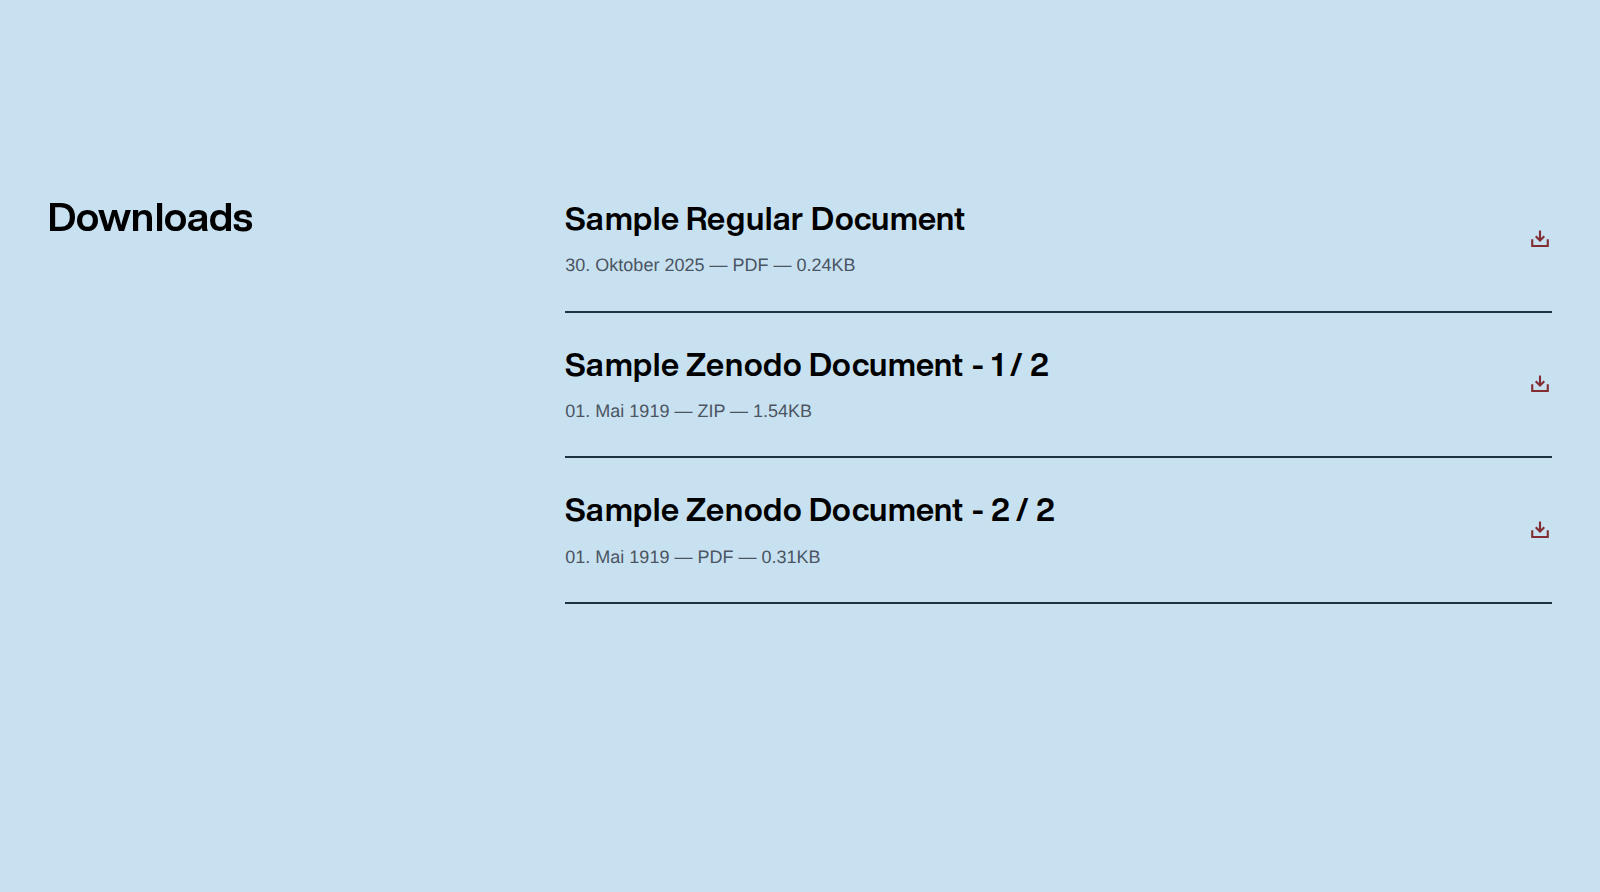 Downloads
Sample Regular Document
30. Oktober 2025 — PDF — 0.24KB
Sample Zenodo Document - 1 / 2
01. Mai 1919 — ZIP — 1.54KB
Sample Zenodo Document - 2 / 2
01. Mai 1919 — PDF — 0.31KB